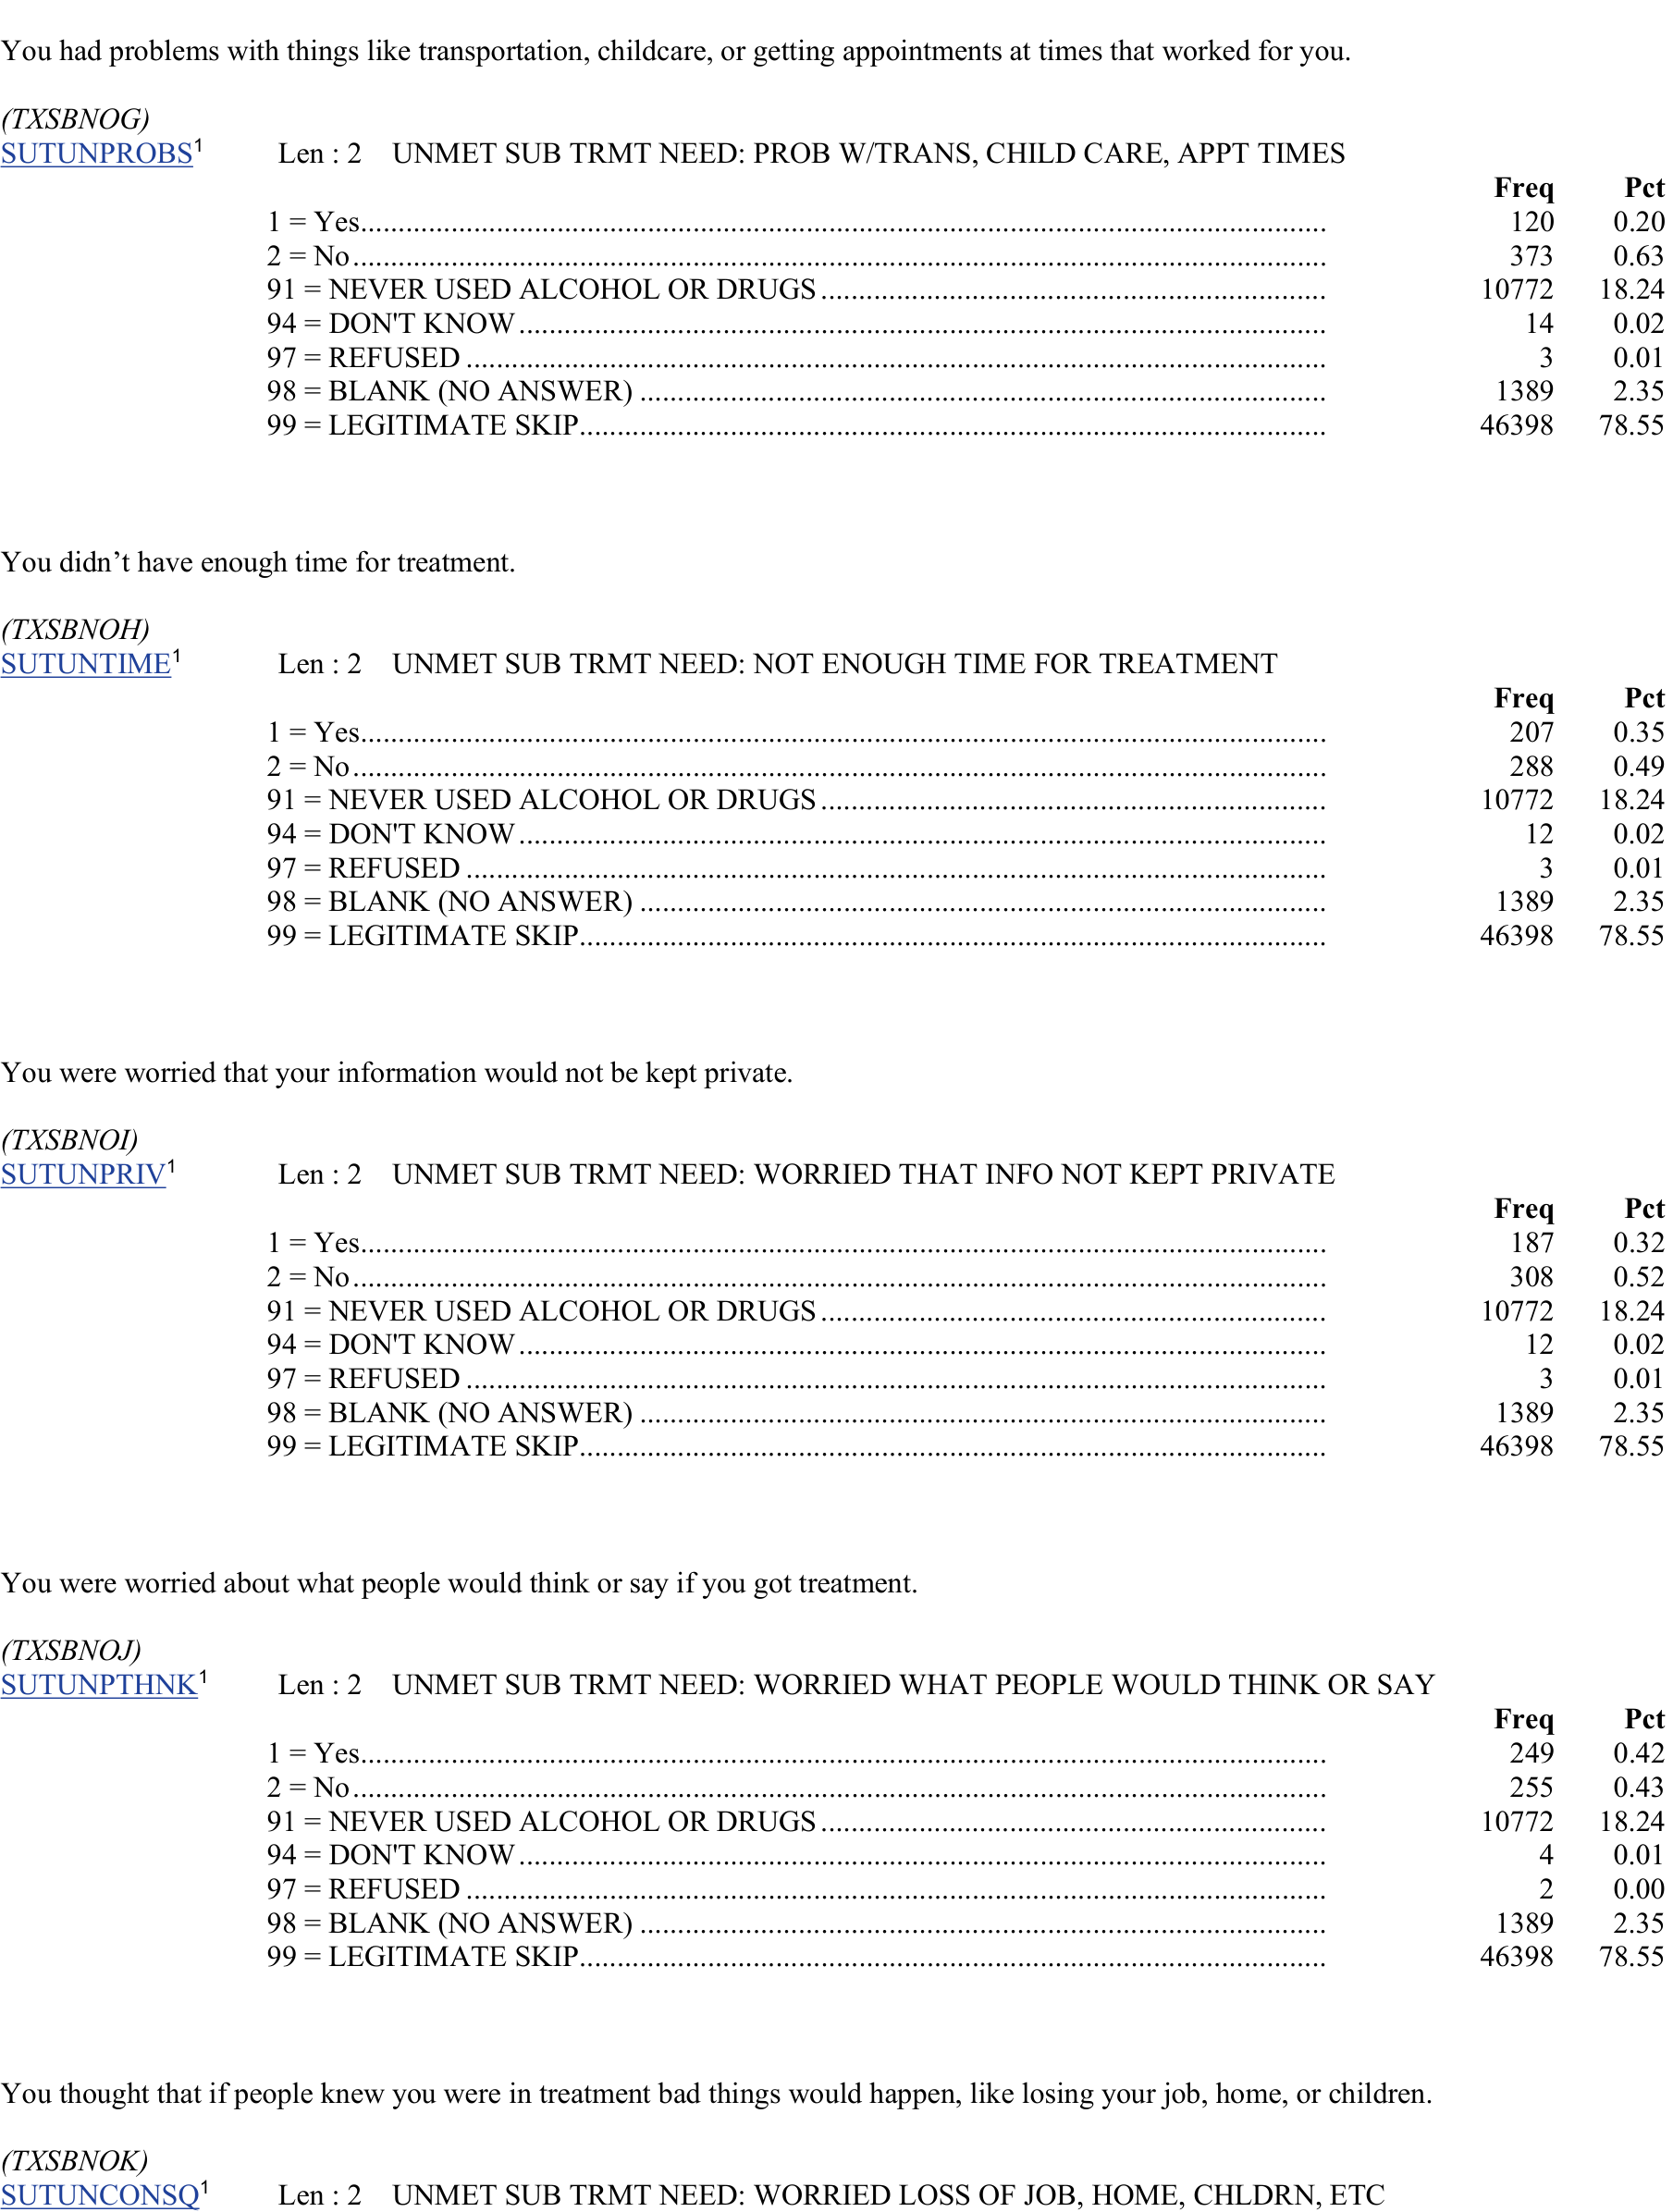 You had problems with things like transportation, childcare, or getting appointments at times that worked for you.
(TXSBNOG)
SUTUNPROBS1 Len : 2 UNMET SUB TRMT NEED: PROB W/TRANS, CHILD CARE, APPT TIMES
Freq Pct
1 = Yes................................................................ 120 0.20
2 = No................................................................ 373 0.63
91 = NEVER USED ALCOHOL OR DRUGS................................ 10772 18.24
94 = DON'T KNOW................................................ 14 0.02
97 = REFUSED ................................................ 3 0.01
98 = BLANK (NO ANSWER) ................................ 1389 2.35
99 = LEGITIMATE SKIP................................ 46398 78.55
You didn’t have enough time for treatment.
(TXSBNOH)
SUTUNTIME1 Len : 2 UNMET SUB TRMT NEED: NOT ENOUGH TIME FOR TREATMENT
Freq Pct
1 = Yes................................................................ 207 0.35
2 = No................................................................ 288 0.49
91 = NEVER USED ALCOHOL OR DRUGS................................ 10772 18.24
94 = DON'T KNOW................................................ 12 0.02
97 = REFUSED ................................................ 3 0.01
98 = BLANK (NO ANSWER) ................................ 1389 2.35
99 = LEGITIMATE SKIP................................ 46398 78.55
You were worried that your information would not be kept private.
(TXSBNOI)
SUTUNPRIV1 Len : 2 UNMET SUB TRMT NEED: WORRIED THAT INFO NOT KEPT PRIVATE
Freq Pct
1 = Yes................................................................ 187 0.32
2 = No................................................................ 308 0.52
91 = NEVER USED ALCOHOL OR DRUGS................................ 10772 18.24
94 = DON'T KNOW................................................ 12 0.02
97 = REFUSED ................................................ 3 0.01
98 = BLANK (NO ANSWER) ................................ 1389 2.35
99 = LEGITIMATE SKIP................................ 46398 78.55
You were worried about what people would think or say if you got treatment.
(TXSBNOJ)
SUTUNPTHNK1 Len : 2 UNMET SUB TRMT NEED: WORRIED WHAT PEOPLE WOULD THINK OR SAY
Freq Pct
1 = Yes................................................................ 249 0.42
2 = No................................................................ 255 0.43
91 = NEVER USED ALCOHOL OR DRUGS................................ 10772 18.24
94 = DON'T KNOW................................................ 4 0.01
97 = REFUSED ................................................ 2 0.00
98 = BLANK (NO ANSWER) ................................ 1389 2.35
99 = LEGITIMATE SKIP................................ 46398 78.55
You thought that if people knew you were in treatment bad things would happen, like losing your job, home, or children.
(TXSBNOK)
SUTUNCONSQ1 Len : 2 UNMET SUB TRMT NEED: WORRIED LOSS OF JOB, HOME, CHLDRN, ETC